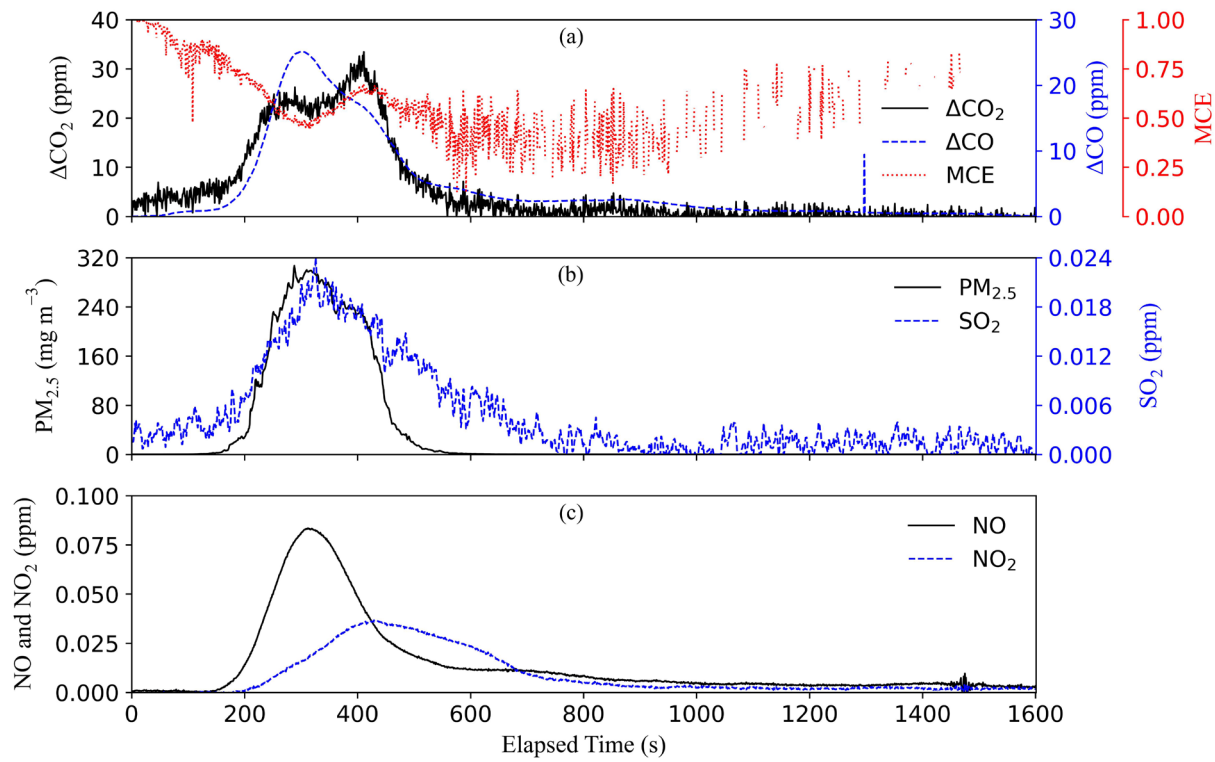 (a)
ΔCO₂ (ppm)
40
30
20
10
0
ΔCO₂
ΔCO
MCE
30
20
10
0
ΔCO (ppm)
1.00
0.75
0.50
0.25
0.00
MCE
(b)
PM₂.₅ (mg m⁻³)
320
240
160
80
0
PM₂.₅
SO₂
0.024
0.018
0.012
0.006
0.000
SO₂ (ppm)
(c)
NO and NO₂ (ppm)
0.100
0.075
0.050
0.025
0.000
NO
NO₂
0 200 400 600 800 1000 1200 1400 1600
Elapsed Time (s)